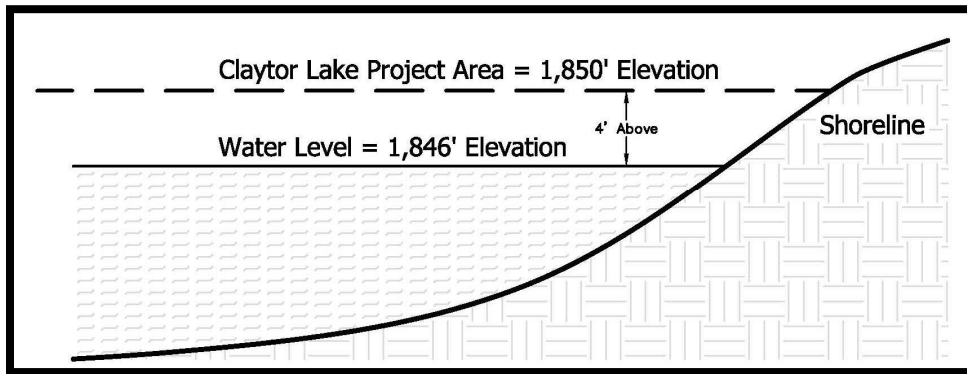 Claytor Lake Project Area = 1,850' Elevation
4' Above
Shoreline
Water Level = 1,846' Elevation